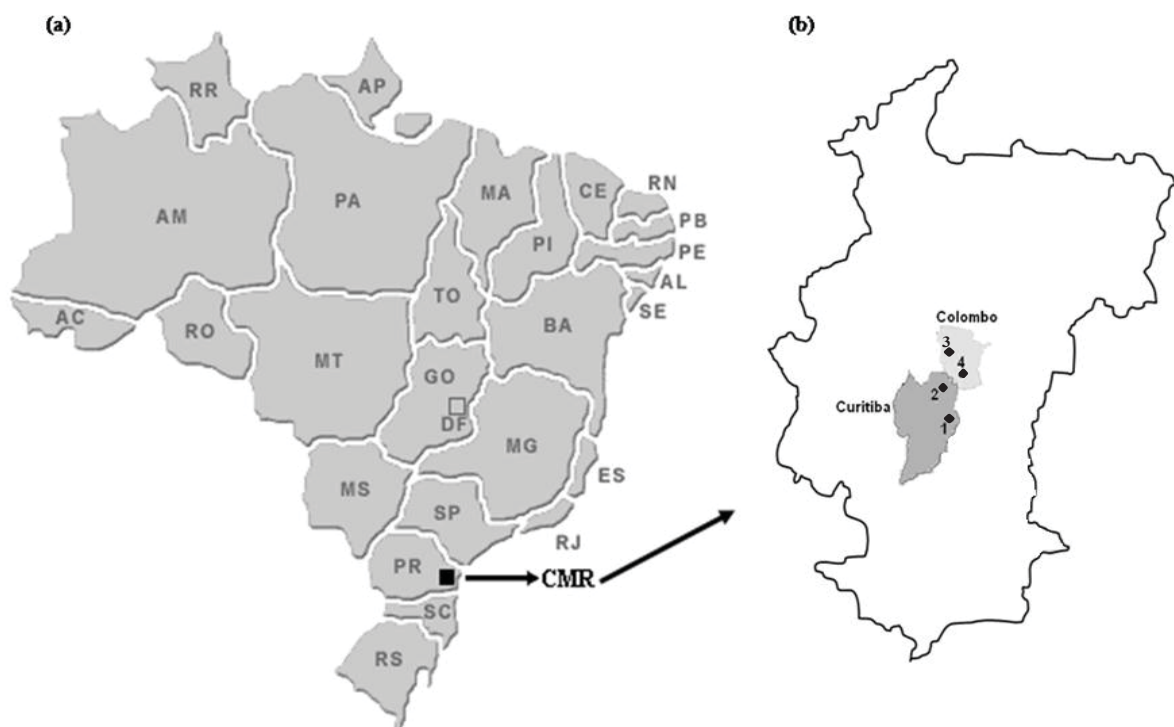 (a)
(b)
RR
AP
AM
PA
MA
CE
RN
PB
PI
PE
AL
TO
SE
AC
RO
BA
MT
GO
DF
MG
ES
MS
SP
RJ
PR
CMR
SC
RS
Colombo
3
4
2
Curitiba
1